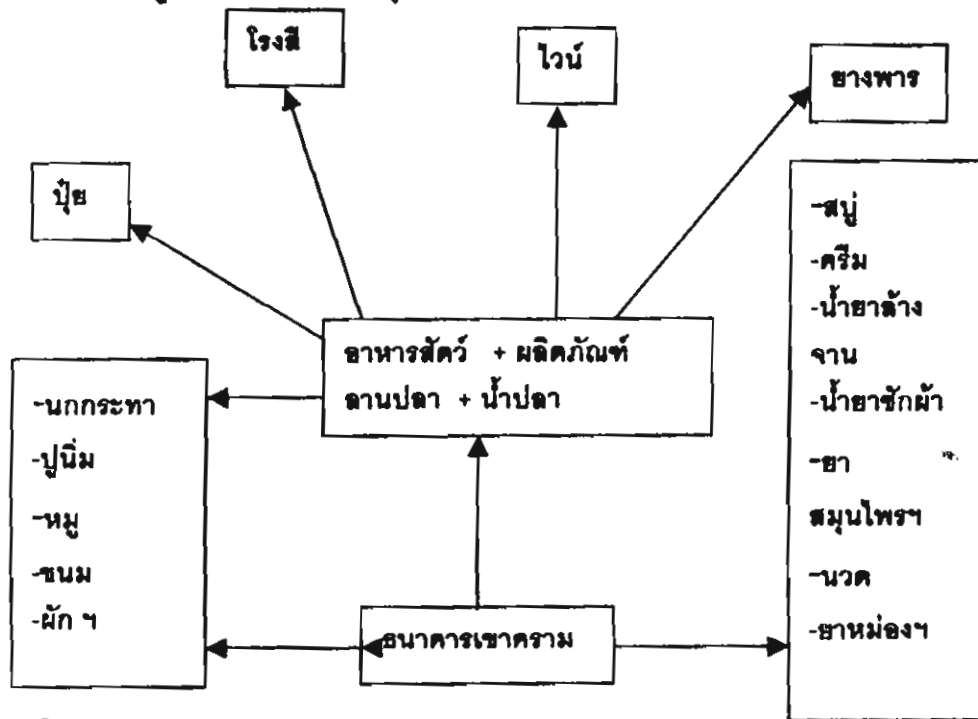 โรงสี
ไวน์
ยางพาร
ปุ๋ย
-สบู่
-ครีม
-น้ำยาล้าง
จาน
-น้ำยาซักผ้า
-ยา
สมุนไพรฯ
-นวด
-ยาหม่องฯ
อาหารสัตว์ + ผลิตภัณฑ์
ลานปลา + น้ำปลา
-นกกระทา
-ปูนิ่ม
-หมู
-ขนม
-ผัก ฯ
ธนาคารเขาคราม